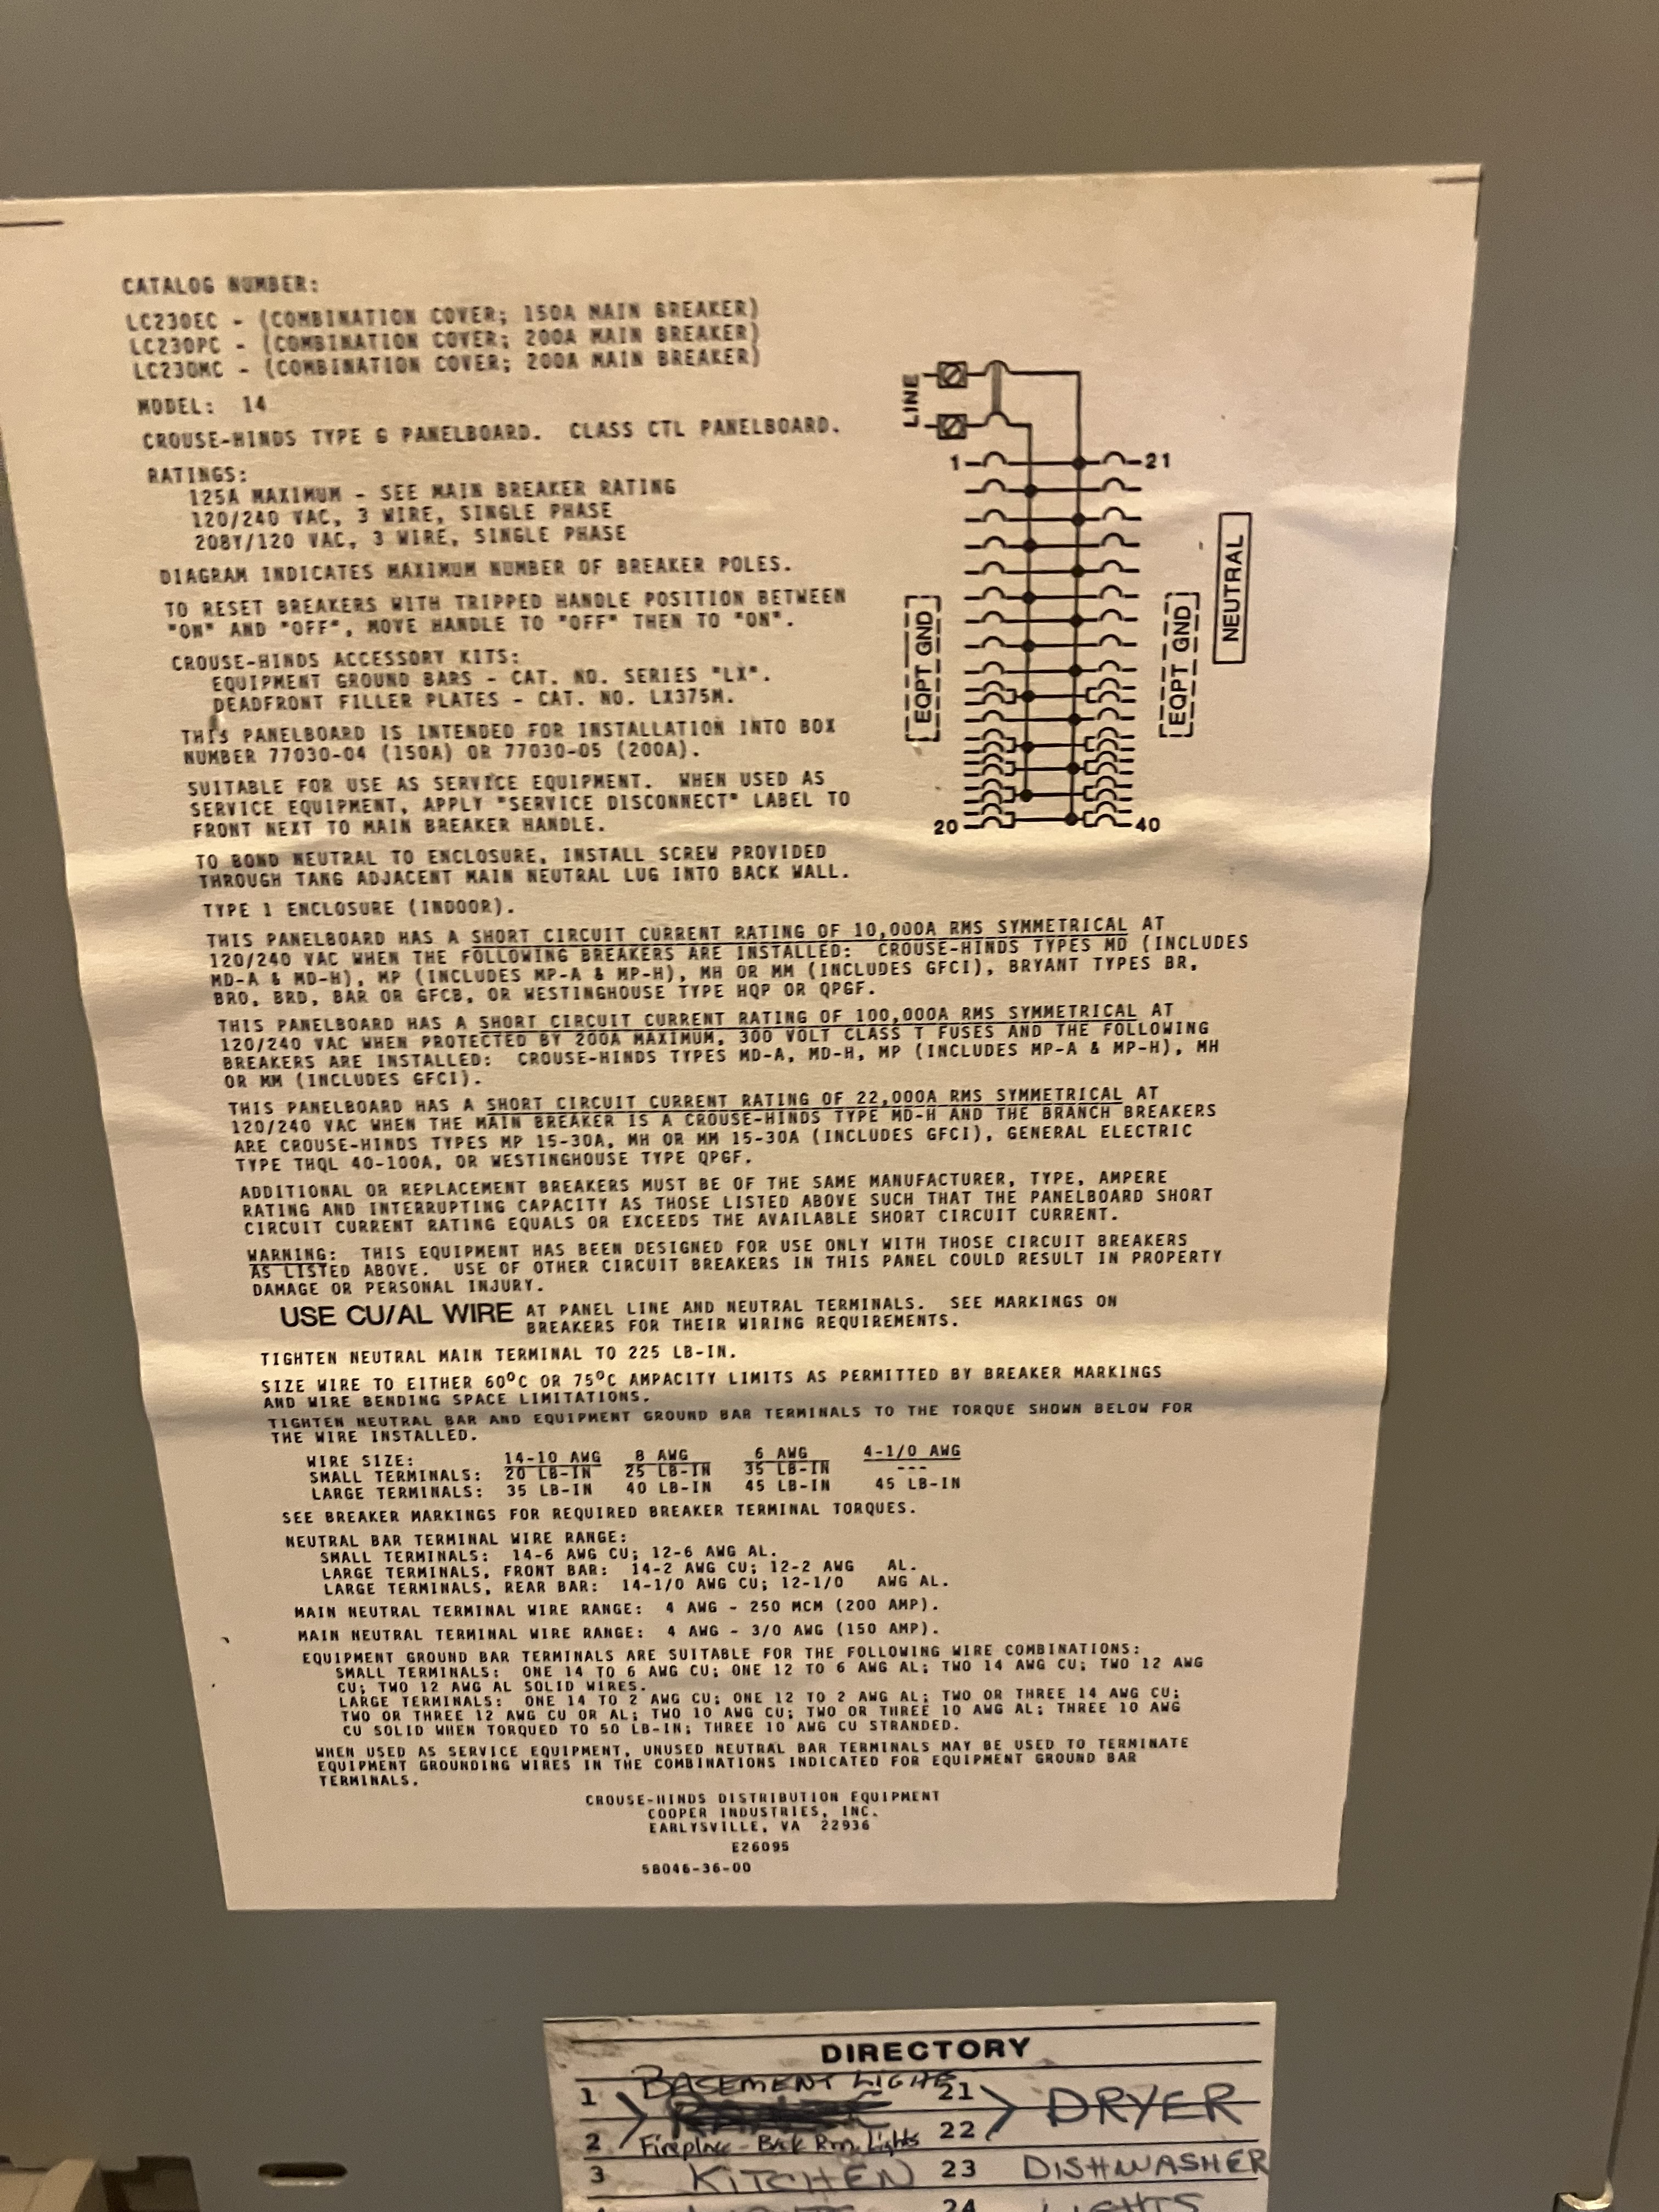 CATALOG NUMBER:
LC230EC - (COMBINATION COVER; 150A MAIN BREAKER)
LC230PC - (COMBINATION COVER; 200A MAIN BREAKER)
LC230MC - (COMBINATION COVER; 200A MAIN BREAKER)
MODEL: 14
CROUSE-HINDS TYPE G PANELBOARD. CLASS CTL PANELBOARD.
RATINGS:
125A MAXIMUM - SEE MAIN BREAKER RATING
120/240 VAC, 3 WIRE, SINGLE PHASE
208Y/120 VAC, 3 WIRE, SINGLE PHASE
DIAGRAM INDICATES MAXIMUM NUMBER OF BREAKER POLES.
TO RESET BREAKERS WITH TRIPPED HANDLE POSITION BETWEEN
"ON" AND "OFF", MOVE HANDLE TO "OFF" THEN TO "ON".
CROUSE-HINDS ACCESSORY KITS:
EQUIPMENT GROUND BARS - CAT. NO. SERIES "LX".
DEADFRONT FILLER PLATES - CAT. NO. LX375M.
THIS PANELBOARD IS INTENDED FOR INSTALLATION INTO BOX
NUMBER 77030-04 (150A) OR 77030-05 (200A).
SUITABLE FOR USE AS SERVICE EQUIPMENT. WHEN USED AS
SERVICE EQUIPMENT, APPLY "SERVICE DISCONNECT" LABEL TO
FRONT NEXT TO MAIN BREAKER HANDLE.
TO BOND NEUTRAL TO ENCLOSURE, INSTALL SCREW PROVIDED
THROUGH TANG ADJACENT MAIN NEUTRAL LUG INTO BACK WALL.
TYPE 1 ENCLOSURE (INDOOR).
LINE
1
21
EQPT GND
EQPT GND
NEUTRAL
20
40
THIS PANELBOARD HAS A SHORT CIRCUIT CURRENT RATING OF 10,000A RMS SYMMETRICAL AT
120/240 VAC WHEN THE FOLLOWING BREAKERS ARE INSTALLED: CROUSE-HINDS TYPES MD (INCLUDES
MD-A & MD-H), MP (INCLUDES MP-A & MP-H), MH OR MM (INCLUDES GFCI), BRYANT TYPES BR,
BRO, BRD, BAR OR GFCB, OR WESTINGHOUSE TYPE HQP OR QPGF.
THIS PANELBOARD HAS A SHORT CIRCUIT CURRENT RATING OF 100,000A RMS SYMMETRICAL AT
120/240 VAC WHEN PROTECTED BY 200A MAXIMUM, 300 VOLT CLASS T FUSES AND THE FOLLOWING
BREAKERS ARE INSTALLED: CROUSE-HINDS TYPES MD-A, MD-H, MP (INCLUDES MP-A & MP-H), MH
OR MM (INCLUDES GFCI).
THIS PANELBOARD HAS A SHORT CIRCUIT CURRENT RATING OF 22,000A RMS SYMMETRICAL AT
120/240 VAC WHEN THE MAIN BREAKER IS A CROUSE-HINDS TYPE MD-H AND THE BRANCH BREAKERS
ARE CROUSE-HINDS TYPES MP 15-30A, MH OR MM 15-30A (INCLUDES GFCI), GENERAL ELECTRIC
TYPE THQL 40-100A, OR WESTINGHOUSE TYPE QPGF.
ADDITIONAL OR REPLACEMENT BREAKERS MUST BE OF THE SAME MANUFACTURER, TYPE, AMPERE
RATING AND INTERRUPTING CAPACITY AS THOSE LISTED ABOVE SUCH THAT THE PANELBOARD SHORT
CIRCUIT CURRENT RATING EQUALS OR EXCEEDS THE AVAILABLE SHORT CIRCUIT CURRENT.
WARNING: THIS EQUIPMENT HAS BEEN DESIGNED FOR USE ONLY WITH THOSE CIRCUIT BREAKERS
AS LISTED ABOVE. USE OF OTHER CIRCUIT BREAKERS IN THIS PANEL COULD RESULT IN PROPERTY
DAMAGE OR PERSONAL INJURY.
USE CU/AL WIRE AT PANEL LINE AND NEUTRAL TERMINALS. SEE MARKINGS ON
BREAKERS FOR THEIR WIRING REQUIREMENTS.
TIGHTEN NEUTRAL MAIN TERMINAL TO 225 LB-IN.
SIZE WIRE TO EITHER 60°C OR 75°C AMPACITY LIMITS AS PERMITTED BY BREAKER MARKINGS
AND WIRE BENDING SPACE LIMITATIONS.
TIGHTEN NEUTRAL BAR AND EQUIPMENT GROUND BAR TERMINALS TO THE TORQUE SHOWN BELOW FOR
THE WIRE INSTALLED.
WIRE SIZE: 14-10 AWG 8 AWG 6 AWG 4-1/0 AWG
SMALL TERMINALS: 20 LB-IN 25 LB-IN 35 LB-IN ---
LARGE TERMINALS: 35 LB-IN 40 LB-IN 45 LB-IN 45 LB-IN
SEE BREAKER MARKINGS FOR REQUIRED BREAKER TERMINAL TORQUES.
NEUTRAL BAR TERMINAL WIRE RANGE:
SMALL TERMINALS: 14-6 AWG CU; 12-6 AWG AL.
LARGE TERMINALS, FRONT BAR: 14-2 AWG CU; 12-2 AWG AL.
LARGE TERMINALS, REAR BAR: 14-1/0 AWG CU; 12-1/0 AWG AL.
MAIN NEUTRAL TERMINAL WIRE RANGE: 4 AWG - 250 MCM (200 AMP).
MAIN NEUTRAL TERMINAL WIRE RANGE: 4 AWG - 3/0 AWG (150 AMP).
EQUIPMENT GROUND BAR TERMINALS ARE SUITABLE FOR THE FOLLOWING WIRE COMBINATIONS:
SMALL TERMINALS: ONE 14 TO 6 AWG CU; ONE 12 TO 6 AWG AL; TWO 14 AWG CU; TWO 12 AWG
CU; TWO 12 AWG AL SOLID WIRES.
LARGE TERMINALS: ONE 14 TO 2 AWG CU; ONE 12 TO 2 AWG AL; TWO OR THREE 14 AWG CU;
TWO OR THREE 12 AWG CU OR AL; TWO 10 AWG CU; TWO OR THREE 10 AWG AL; THREE 10 AWG
CU SOLID WHEN TORQUED TO 50 LB-IN; THREE 10 AWG CU STRANDED.
WHEN USED AS SERVICE EQUIPMENT, UNUSED NEUTRAL BAR TERMINALS MAY BE USED TO TERMINATE
EQUIPMENT GROUNDING WIRES IN THE COMBINATIONS INDICATED FOR EQUIPMENT GROUND BAR
TERMINALS.
CROUSE-HINDS DISTRIBUTION EQUIPMENT
COOPER INDUSTRIES, INC.
EARLYSVILLE, VA 22936
E26095
58046-36-00
DIRECTORY
1 BASEMENT LIGHTS 21 DRYER
2 Fireplace - Back Rm. Lights 22
3 KITCHEN 23 DISHWASHER
24 LIGHTS